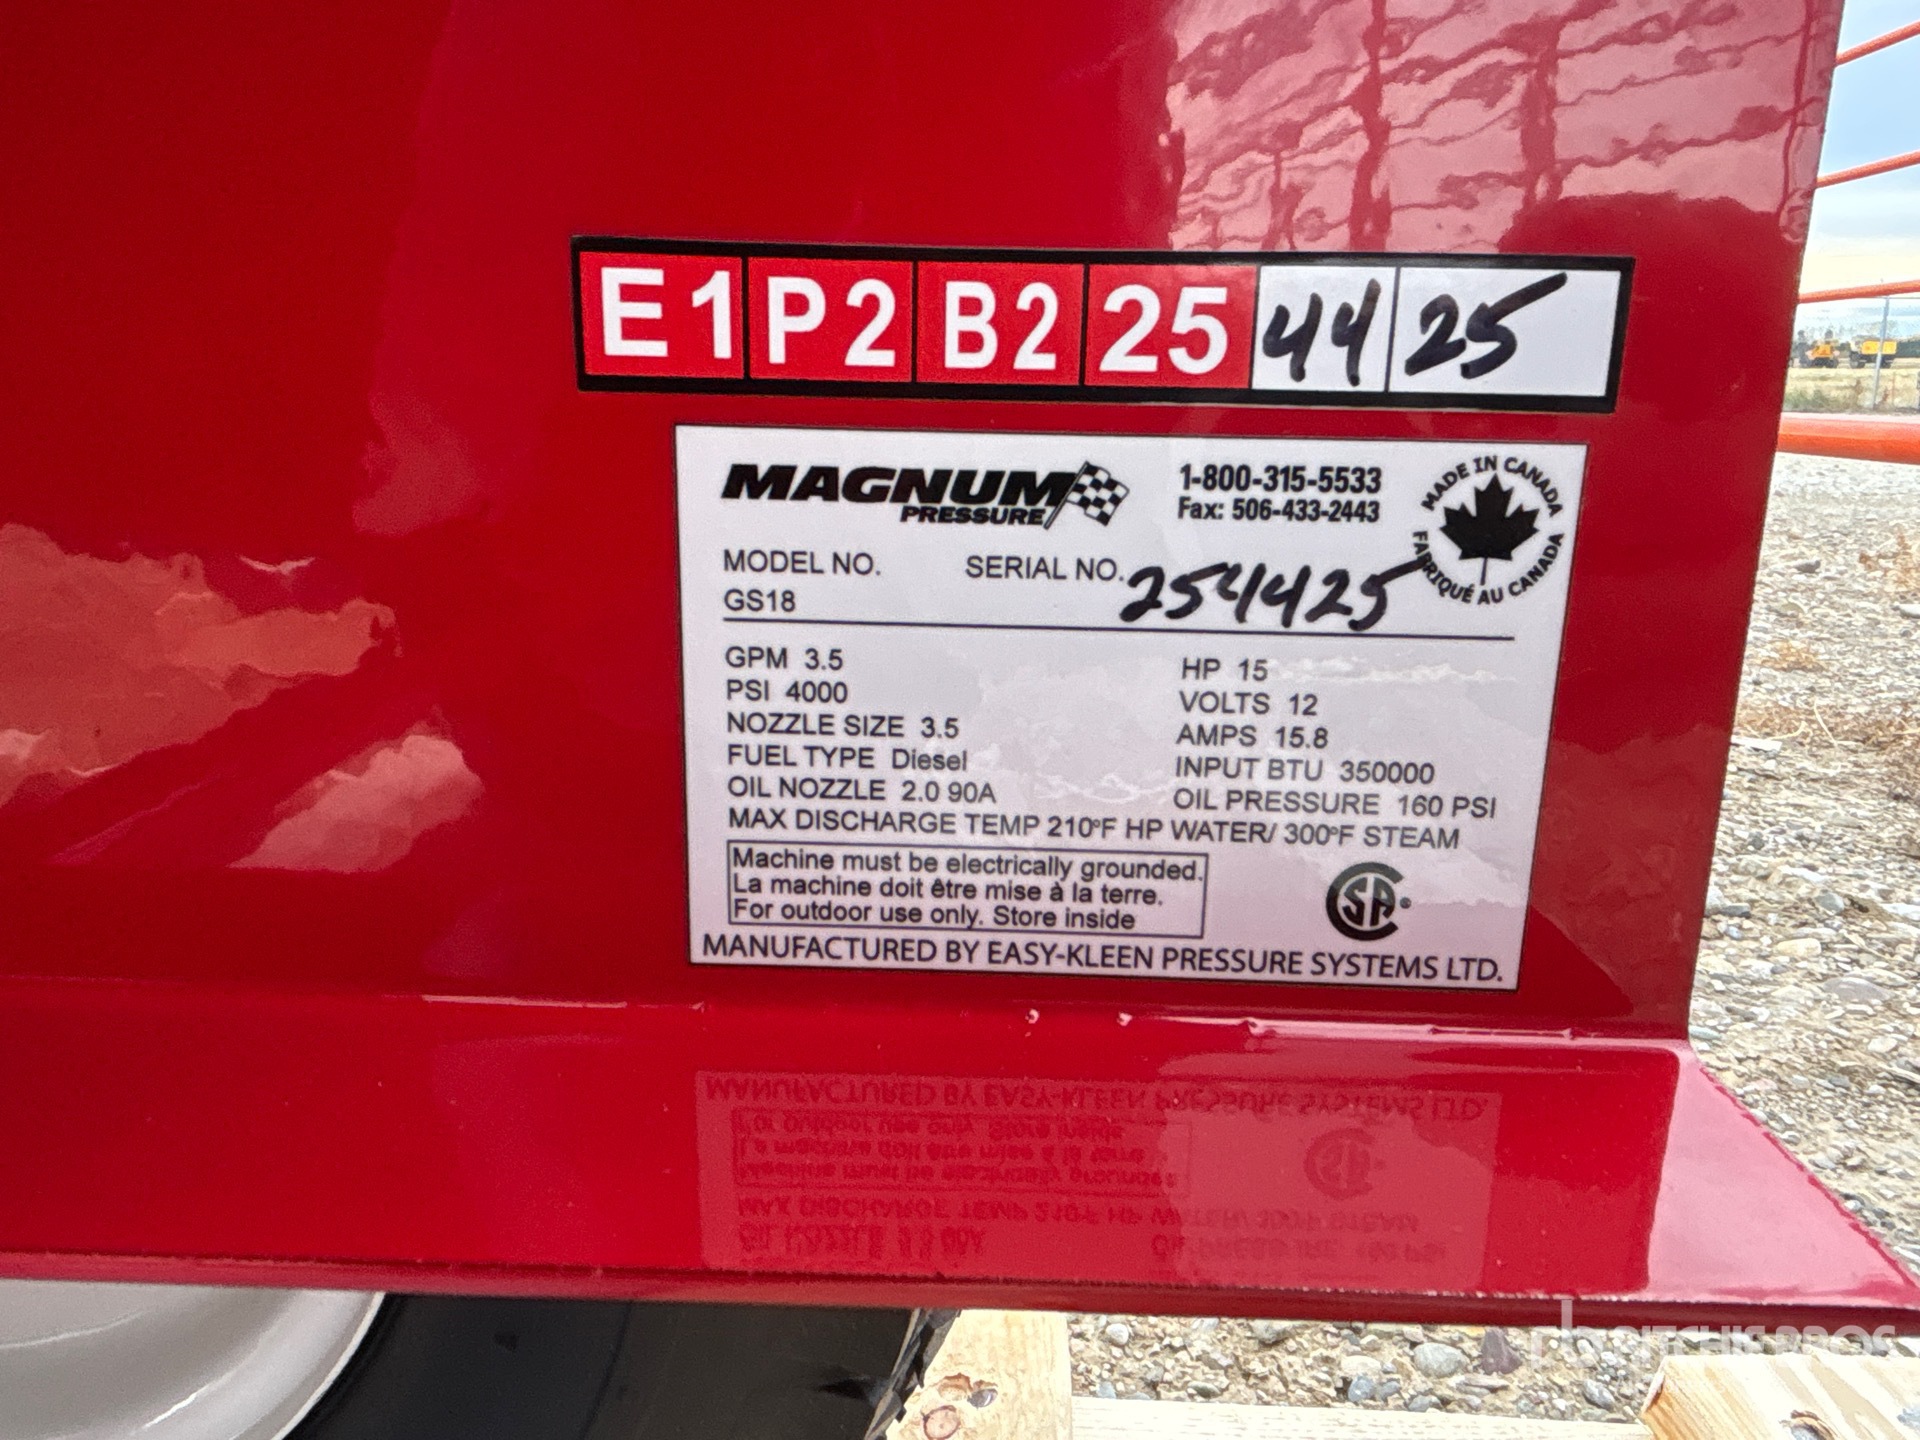 E1 P2 B2 25 44 25
MAGNUM
PRESSURE
1-800-315-5533
Fax: 506-433-2443
MADE IN CANADA
FABRIQUÉ AU CANADA
MODEL NO.
GS18
SERIAL NO. 254425
GPM 3.5
PSI 4000
NOZZLE SIZE 3.5
FUEL TYPE Diesel
OIL NOZZLE 2.0 90A
HP 15
VOLTS 12
AMPS 15.8
INPUT BTU 350000
OIL PRESSURE 160 PSI
MAX DISCHARGE TEMP 210°F HP WATER/ 300°F STEAM
Machine must be electrically grounded.
La machine doit être mise à la terre.
For outdoor use only. Store inside
CSA
MANUFACTURED BY EASY-KLEEN PRESSURE SYSTEMS LTD.
rb RITCHIE BROS